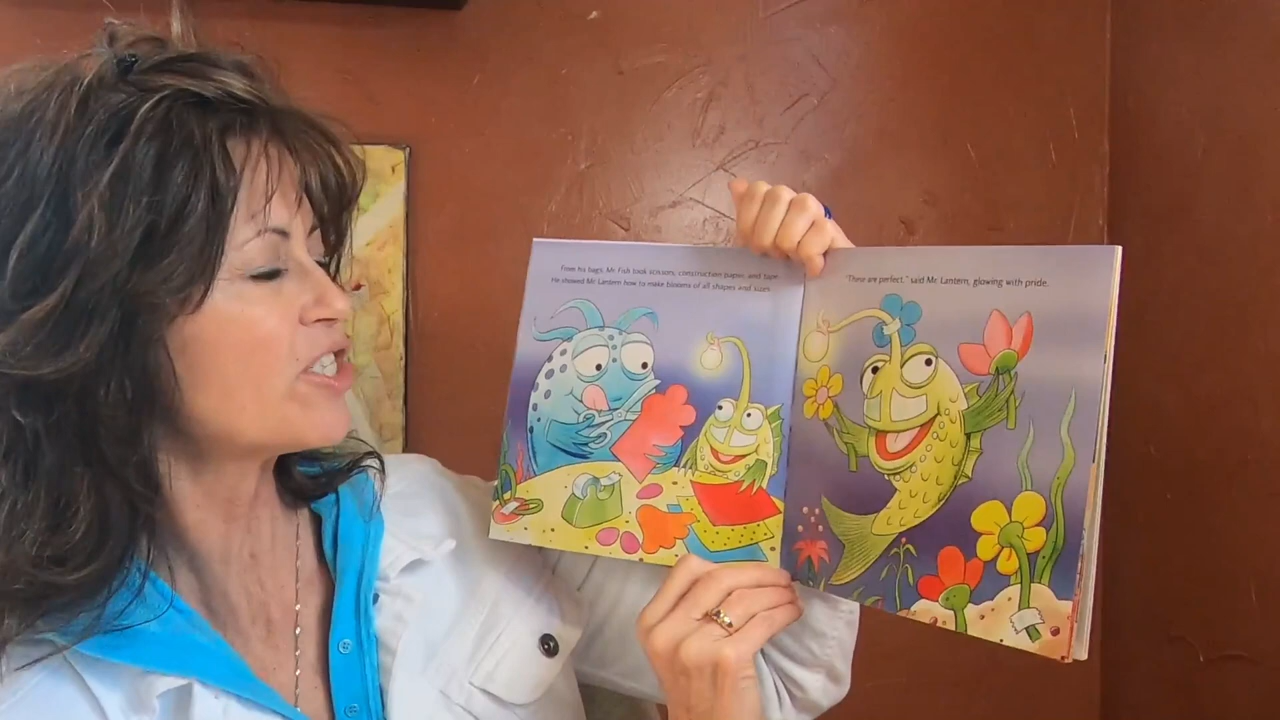 From his bags, Mr. Fish took scissors, construction paper, and tape.
He showed Mr. Lantern how to make blooms of all shapes and sizes.
"These are perfect," said Mr. Lantern, glowing with pride.